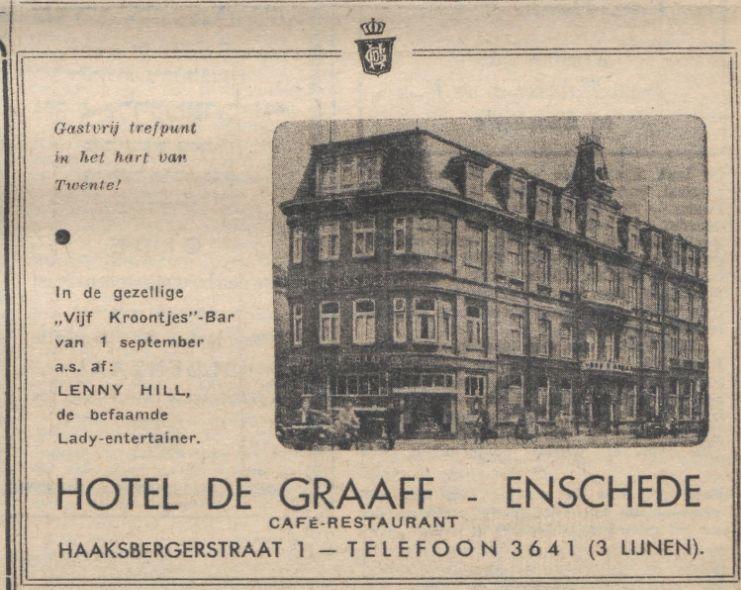 Gastvrij trefpunt
in het hart van
Twente!
In de gezellige
„Vijf Kroontjes”-Bar
van 1 september
a.s. af:
LENNY HILL,
de befaamde
Lady-entertainer.
HOTEL DE GRAAFF - ENSCHEDE
CAFÉ-RESTAURANT
HAAKSBERGERSTRAAT 1 — TELEFOON 3641 (3 LIJNEN).